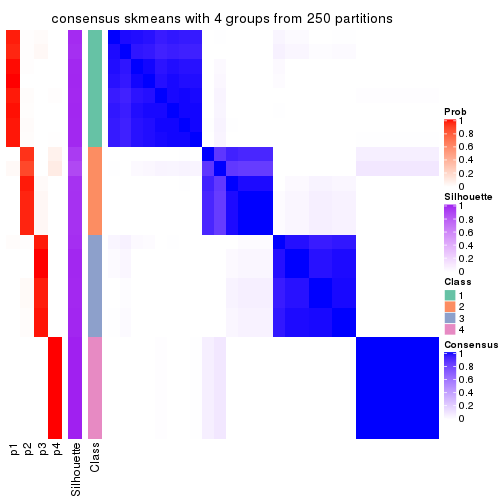 consensus skmeans with 4 groups from 250 partitions
Prob
1
0.8
0.6
0.4
0.2
0
Silhouette
1
0.8
0.6
0.4
0.2
0
Class
1
2
3
4
Consensus
1
0.8
0.6
0.4
0.2
0
p1
p2
p3
p4
Silhouette
Class